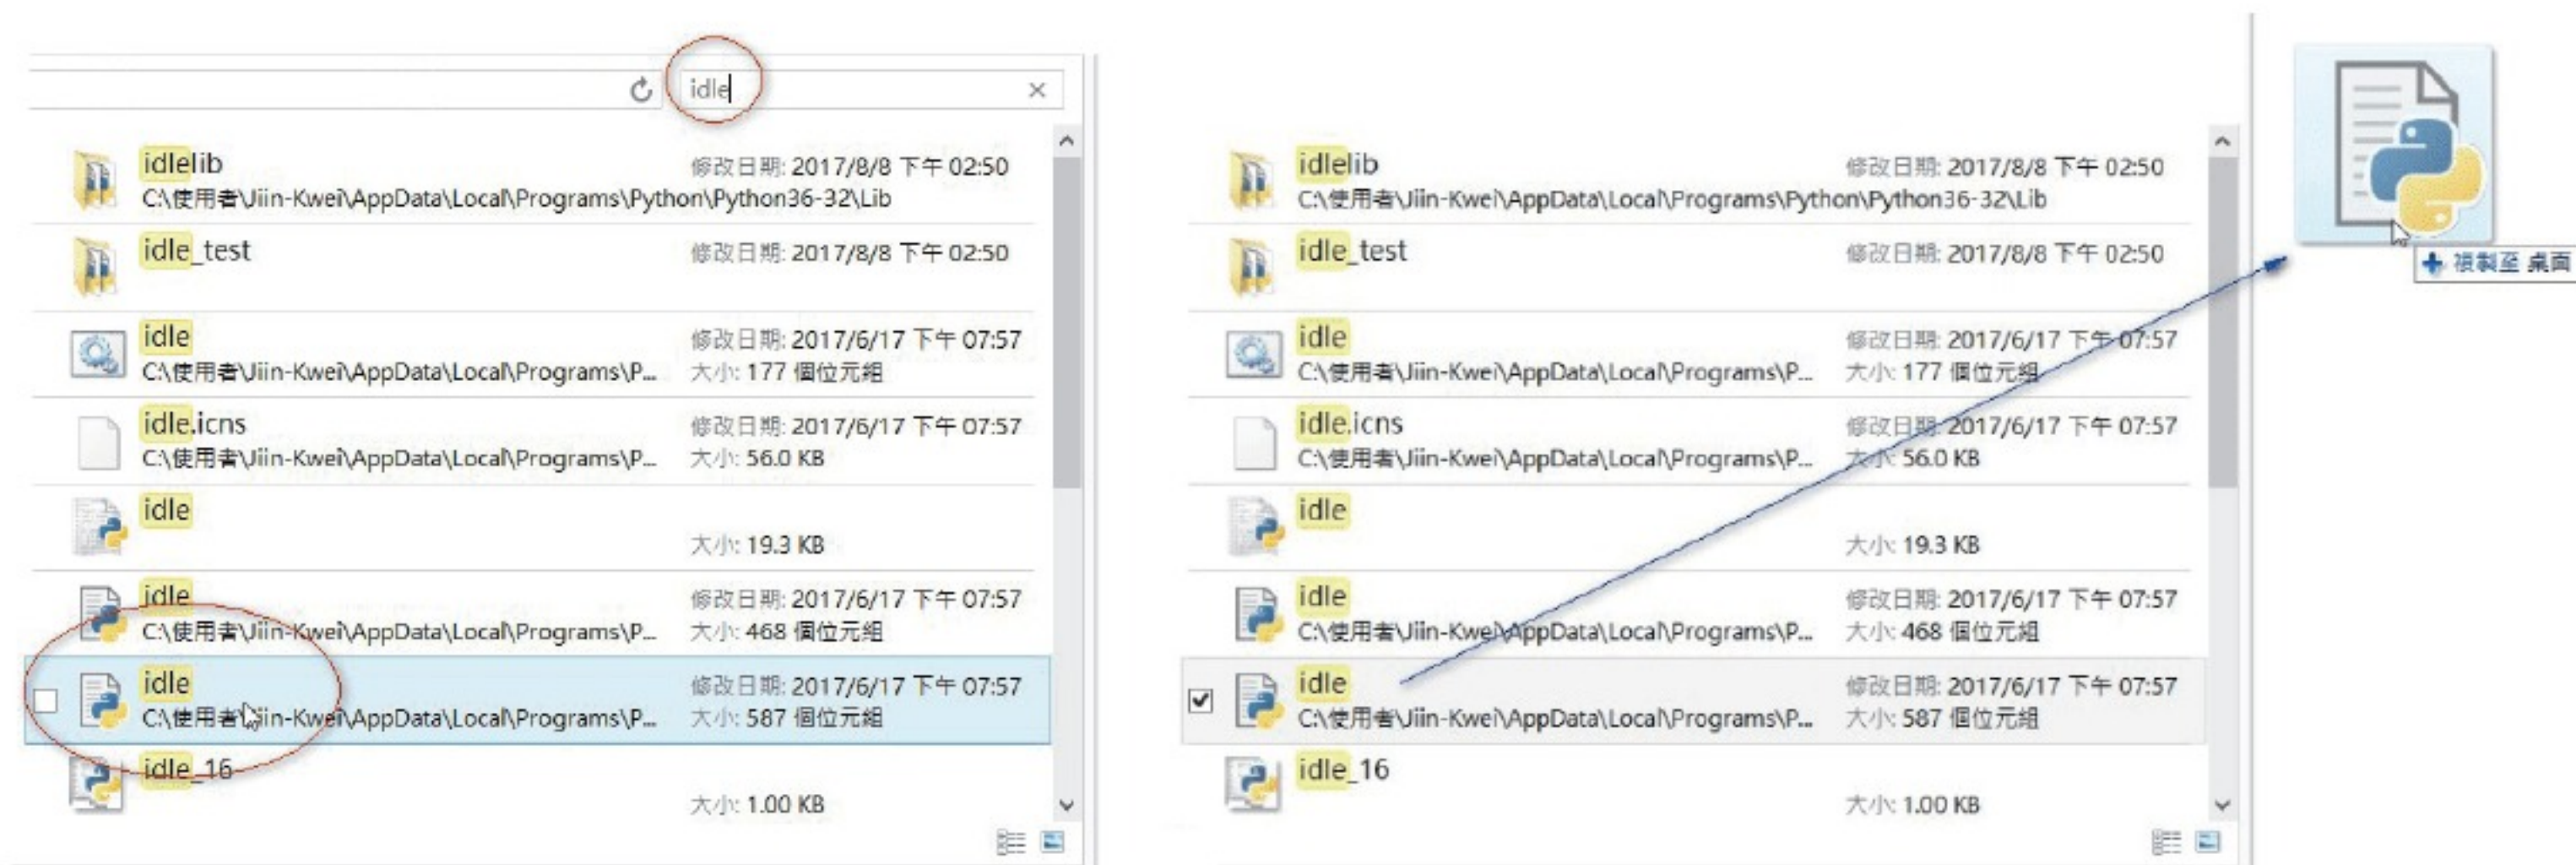 idle
idlelib
修改日期: 2017/8/8 下午 02:50
C:\使用者\Jiin-Kwei\AppData\Local\Programs\Python\Python36-32\Lib
idle_test
修改日期: 2017/8/8 下午 02:50
idle
修改日期: 2017/6/17 下午 07:57
C:\使用者\Jiin-Kwei\AppData\Local\Programs\P...
大小: 177 個位元組
idle.icns
修改日期: 2017/6/17 下午 07:57
C:\使用者\Jiin-Kwei\AppData\Local\Programs\P...
大小: 56.0 KB
idle
大小: 19.3 KB
idle
修改日期: 2017/6/17 下午 07:57
C:\使用者\Jiin-Kwei\AppData\Local\Programs\P...
大小: 468 個位元組
idle
修改日期: 2017/6/17 下午 07:57
C:\使用者\Jiin-Kwei\AppData\Local\Programs\P...
大小: 587 個位元組
idle_16
大小: 1.00 KB
idlelib
修改日期: 2017/8/8 下午 02:50
C:\使用者\Jiin-Kwei\AppData\Local\Programs\Python\Python36-32\Lib
idle_test
修改日期: 2017/8/8 下午 02:50
idle
修改日期: 2017/6/17 下午 07:57
C:\使用者\Jiin-Kwei\AppData\Local\Programs\P...
大小: 177 個位元組
idle.icns
修改日期: 2017/6/17 下午 07:57
C:\使用者\Jiin-Kwei\AppData\Local\Programs\P...
大小: 56.0 KB
idle
大小: 19.3 KB
idle
修改日期: 2017/6/17 下午 07:57
C:\使用者\Jiin-Kwei\AppData\Local\Programs\P...
大小: 468 個位元組
idle
修改日期: 2017/6/17 下午 07:57
C:\使用者\Jiin-Kwei\AppData\Local\Programs\P...
大小: 587 個位元組
idle_16
大小: 1.00 KB
複製至 桌面